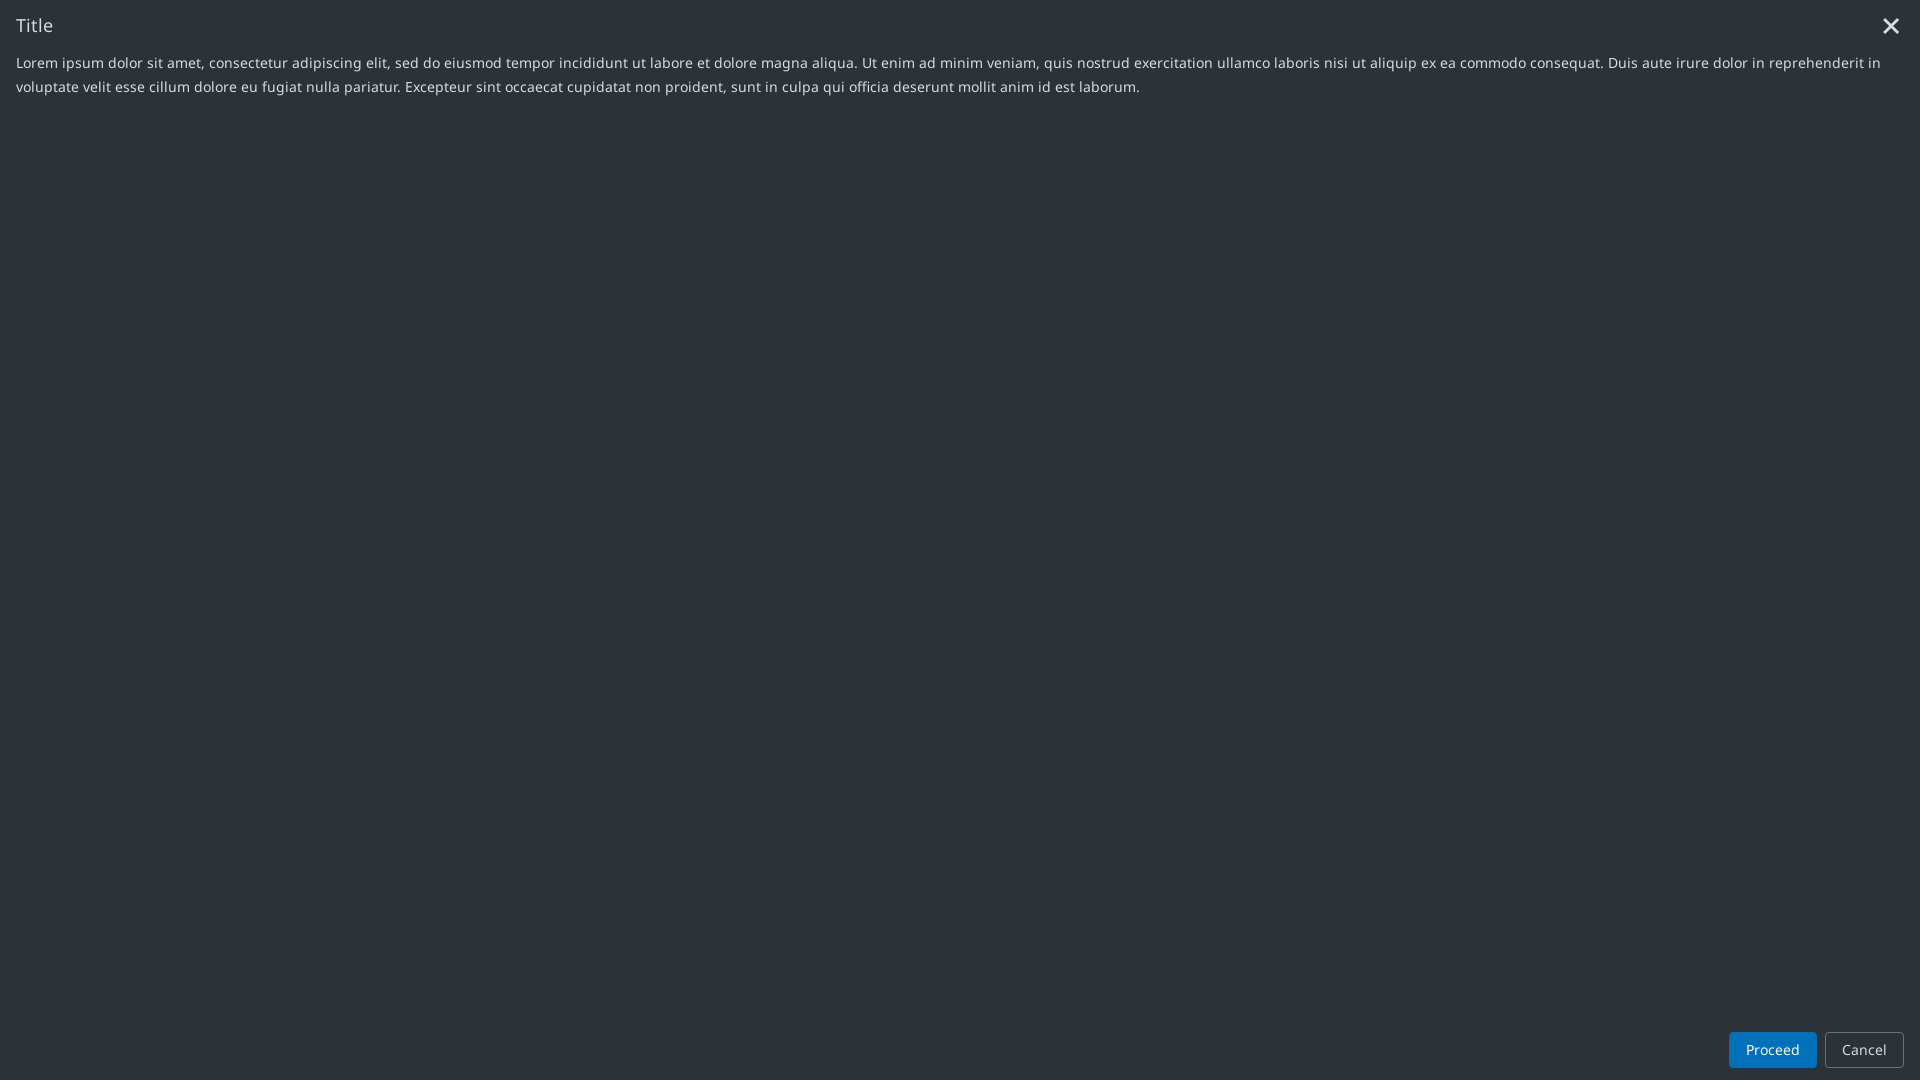 Title
Lorem ipsum dolor sit amet, consectetur adipiscing elit, sed do eiusmod tempor incididunt ut labore et dolore magna aliqua. Ut enim ad minim veniam, quis nostrud exercitation ullamco laboris nisi ut aliquip ex ea commodo consequat. Duis aute irure dolor in reprehenderit in
voluptate velit esse cillum dolore eu fugiat nulla pariatur. Excepteur sint occaecat cupidatat non proident, sunt in culpa qui officia deserunt mollit anim id est laborum.
Proceed
Cancel